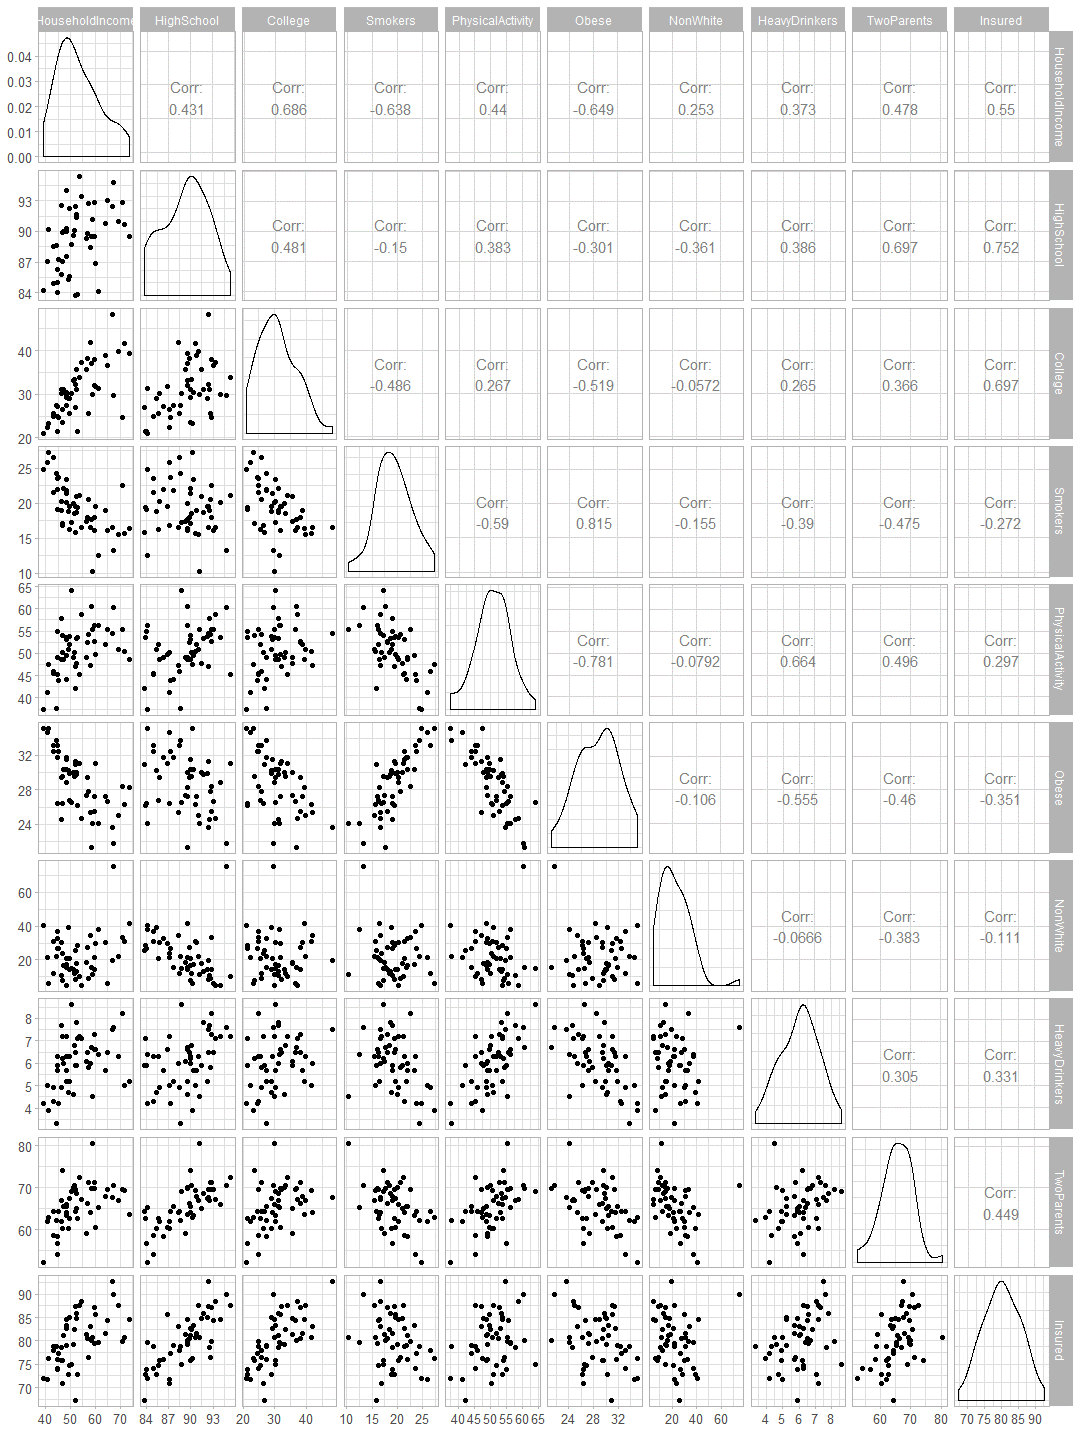 HouseholdIncome HighSchool College Smokers PhysicalActivity Obese NonWhite HeavyDrinkers TwoParents Insured
0.04
0.03
0.02
0.01
0.00
Corr: Corr: Corr: Corr: Corr: Corr: Corr: Corr: Corr:
0.431 0.686 -0.638 0.44 -0.649 0.253 0.373 0.478 0.55
HouseholdIncome
93
90
87
84
Corr: Corr: Corr: Corr: Corr: Corr: Corr: Corr:
0.481 -0.15 0.383 -0.301 -0.361 0.386 0.697 0.752
HighSchool
40
30
20
Corr: Corr: Corr: Corr: Corr: Corr: Corr:
-0.486 0.267 -0.519 -0.0572 0.265 0.366 0.697
College
25
20
15
10
Corr: Corr: Corr: Corr: Corr: Corr:
-0.59 0.815 -0.155 -0.39 -0.475 -0.272
Smokers
65
60
55
50
45
40
Corr: Corr: Corr: Corr: Corr:
-0.781 -0.0792 0.664 0.496 0.297
PhysicalActivity
32
28
24
Corr: Corr: Corr: Corr:
-0.106 -0.555 -0.46 -0.351
Obese
60
40
20
Corr: Corr: Corr:
-0.0666 -0.383 -0.111
NonWhite
8
7
6
5
4
Corr: Corr:
0.305 0.331
HeavyDrinkers
80
70
60
Corr:
0.449
TwoParents
90
85
80
75
70
Insured
40 50 60 70 84 87 90 93 20 30 40 10 15 20 25 40 45 50 55 60 65 24 28 32 20 40 60 4 5 6 7 8 60 70 80 70 75 80 85 90